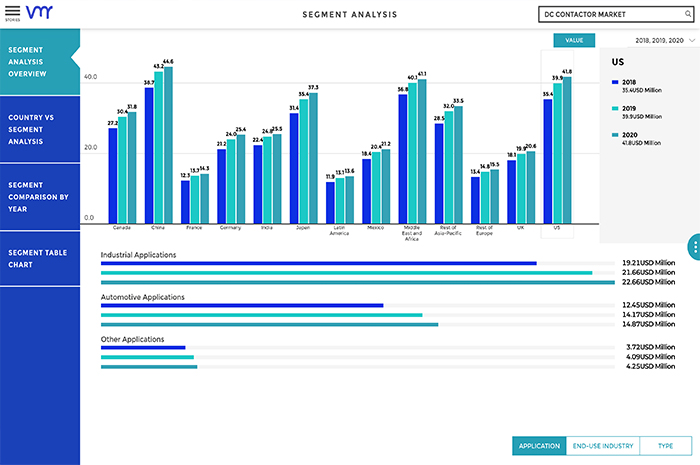 STORIES
SEGMENT ANALYSIS
DC CONTACTOR MARKET
SEGMENT
ANALYSIS
OVERVIEW
COUNTRY VS
SEGMENT
ANALYSIS
SEGMENT
COMPARISON BY
YEAR
SEGMENT TABLE
CHART
VALUE
2018, 2019, 2020
40.0
20.0
0.0
27.2 30.4 31.8
38.7 43.2 44.6
12.3 13.7 14.3
21.2 24.0 25.4
22.4 24.8 25.5
31.4 35.4 37.3
11.9 13.1 13.6
18.4 20.4 21.2
36.8 40.1 41.1
28.5 32.0 33.5
13.4 14.8 15.5
18.1 19.9 20.6
35.4 39.9 41.8
Canada
China
France
Germany
India
Japan
Latin
America
Mexico
Middle
East and
Africa
Rest of
Asia-Pacific
Rest of
Europe
UK
US
US
2018
35.4USD Million
2019
39.9USD Million
2020
41.8USD Million
Industrial Applications
19.21USD Million
21.66USD Million
22.66USD Million
Automotive Applications
12.45USD Million
14.17USD Million
14.87USD Million
Other Applications
3.72USD Million
4.09USD Million
4.25USD Million
APPLICATION
END-USE INDUSTRY
TYPE